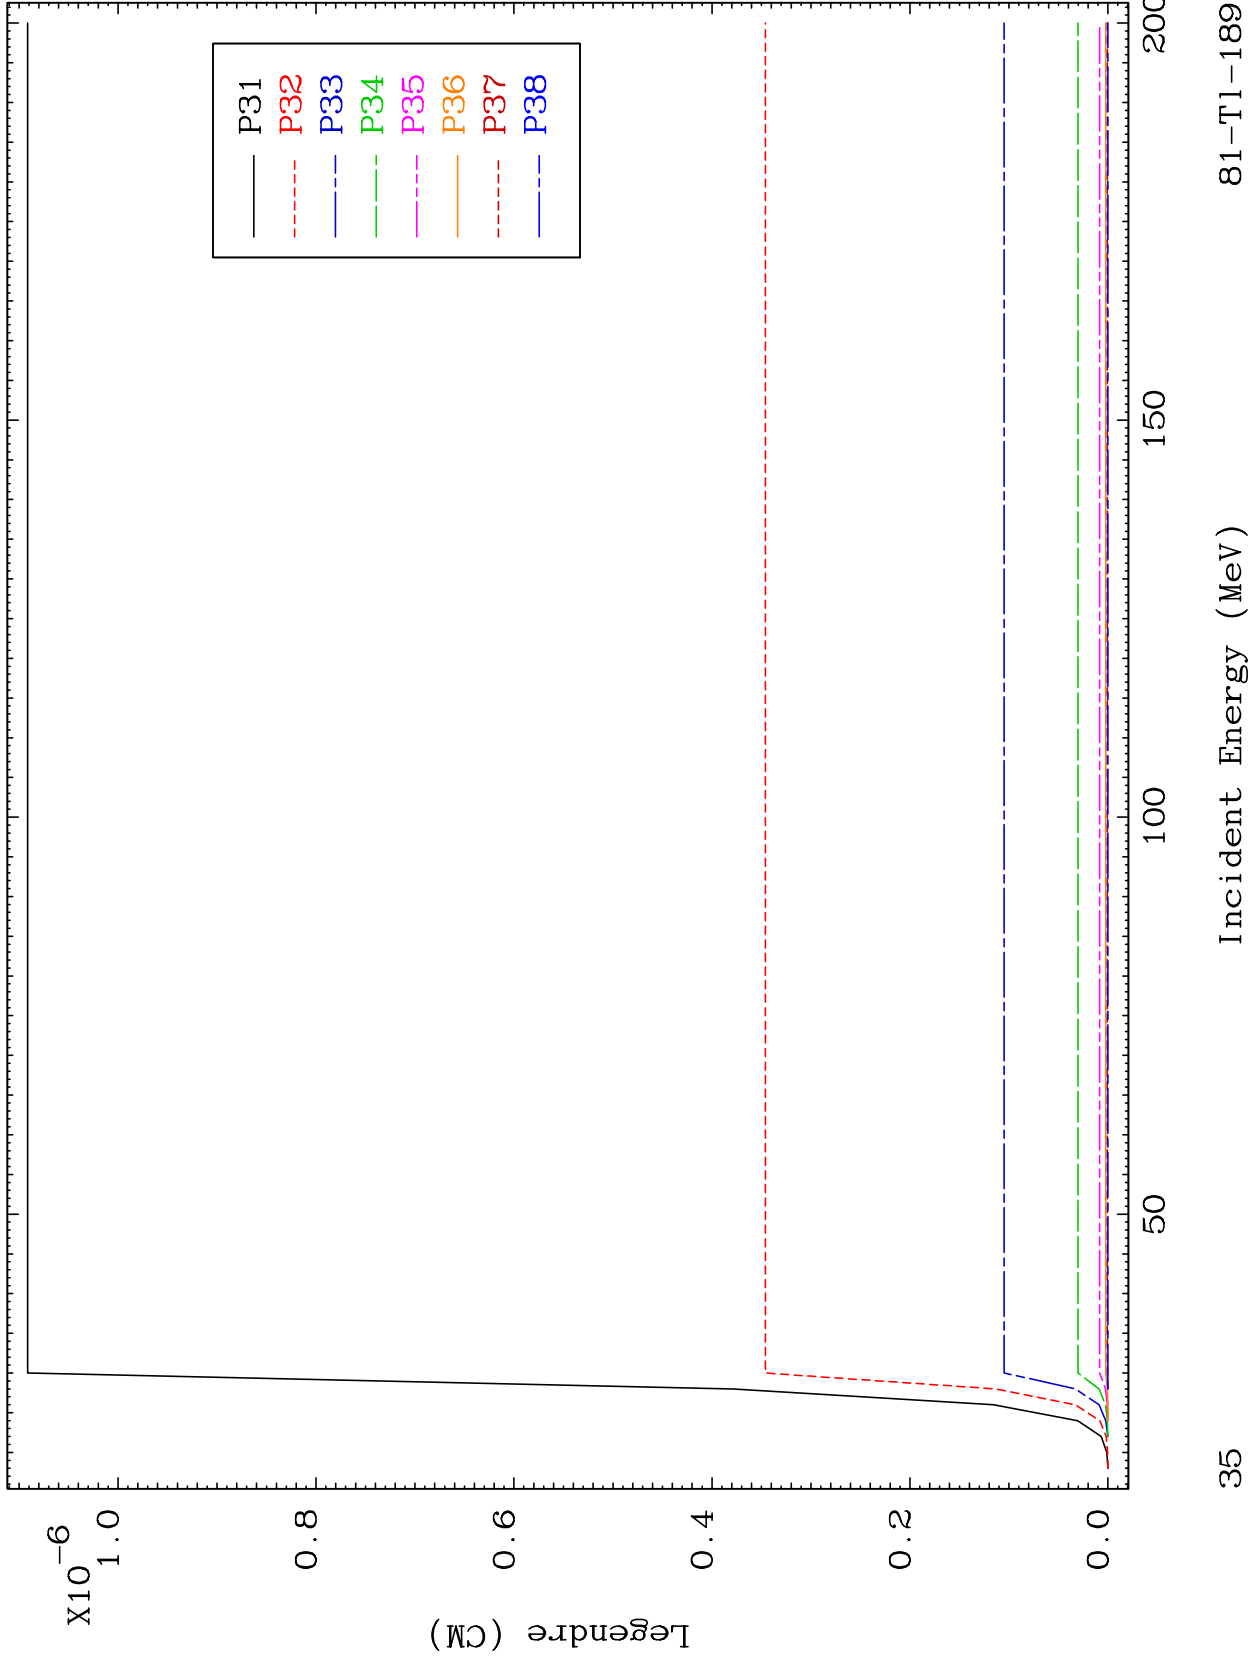 X10-6
1.0
0.8
0.6
0.4
0.2
0.0
Legendre (CM)
P31
P32
P33
P34
P35
P36
P37
P38
50
100
150
200
35
Incident Energy (MeV)
81-Tl-189